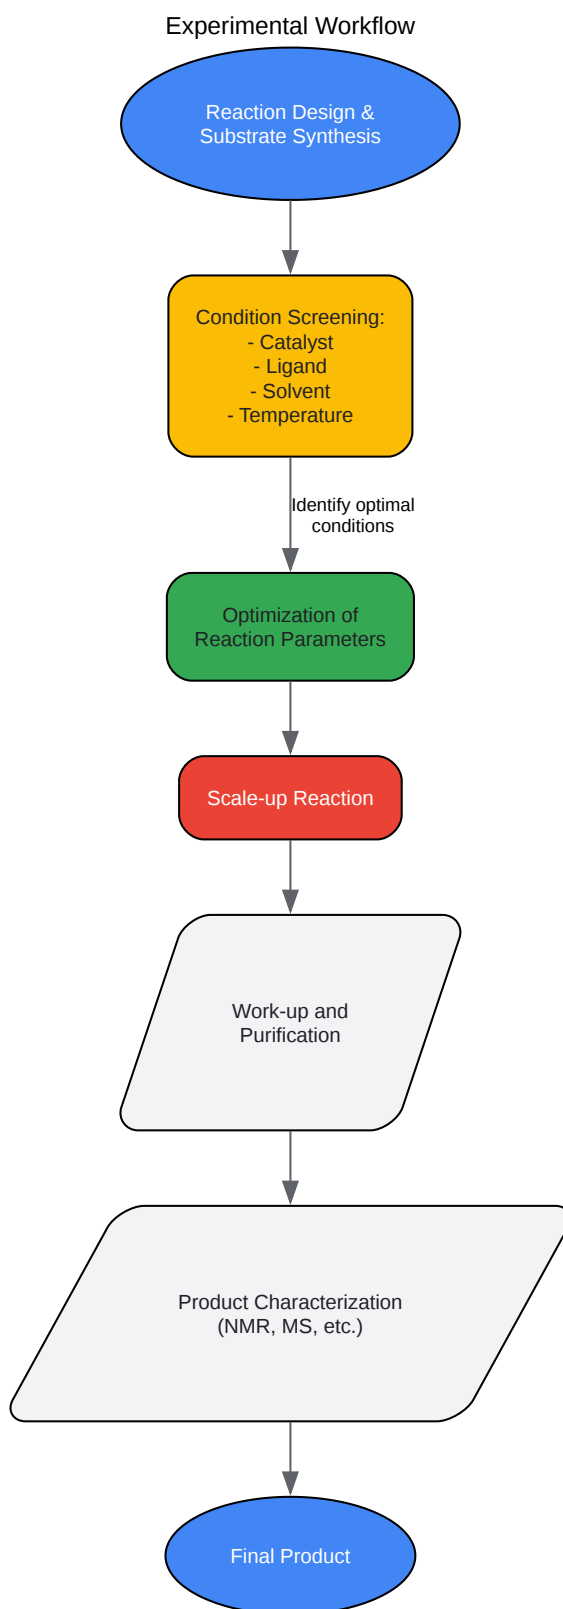 Experimental Workflow
Reaction Design &
Substrate Synthesis
Condition Screening:
- Catalyst
- Ligand
- Solvent
- Temperature
Identify optimal
conditions
Optimization of
Reaction Parameters
Scale-up Reaction
Work-up and
Purification
Product Characterization
(NMR, MS, etc.)
Final Product